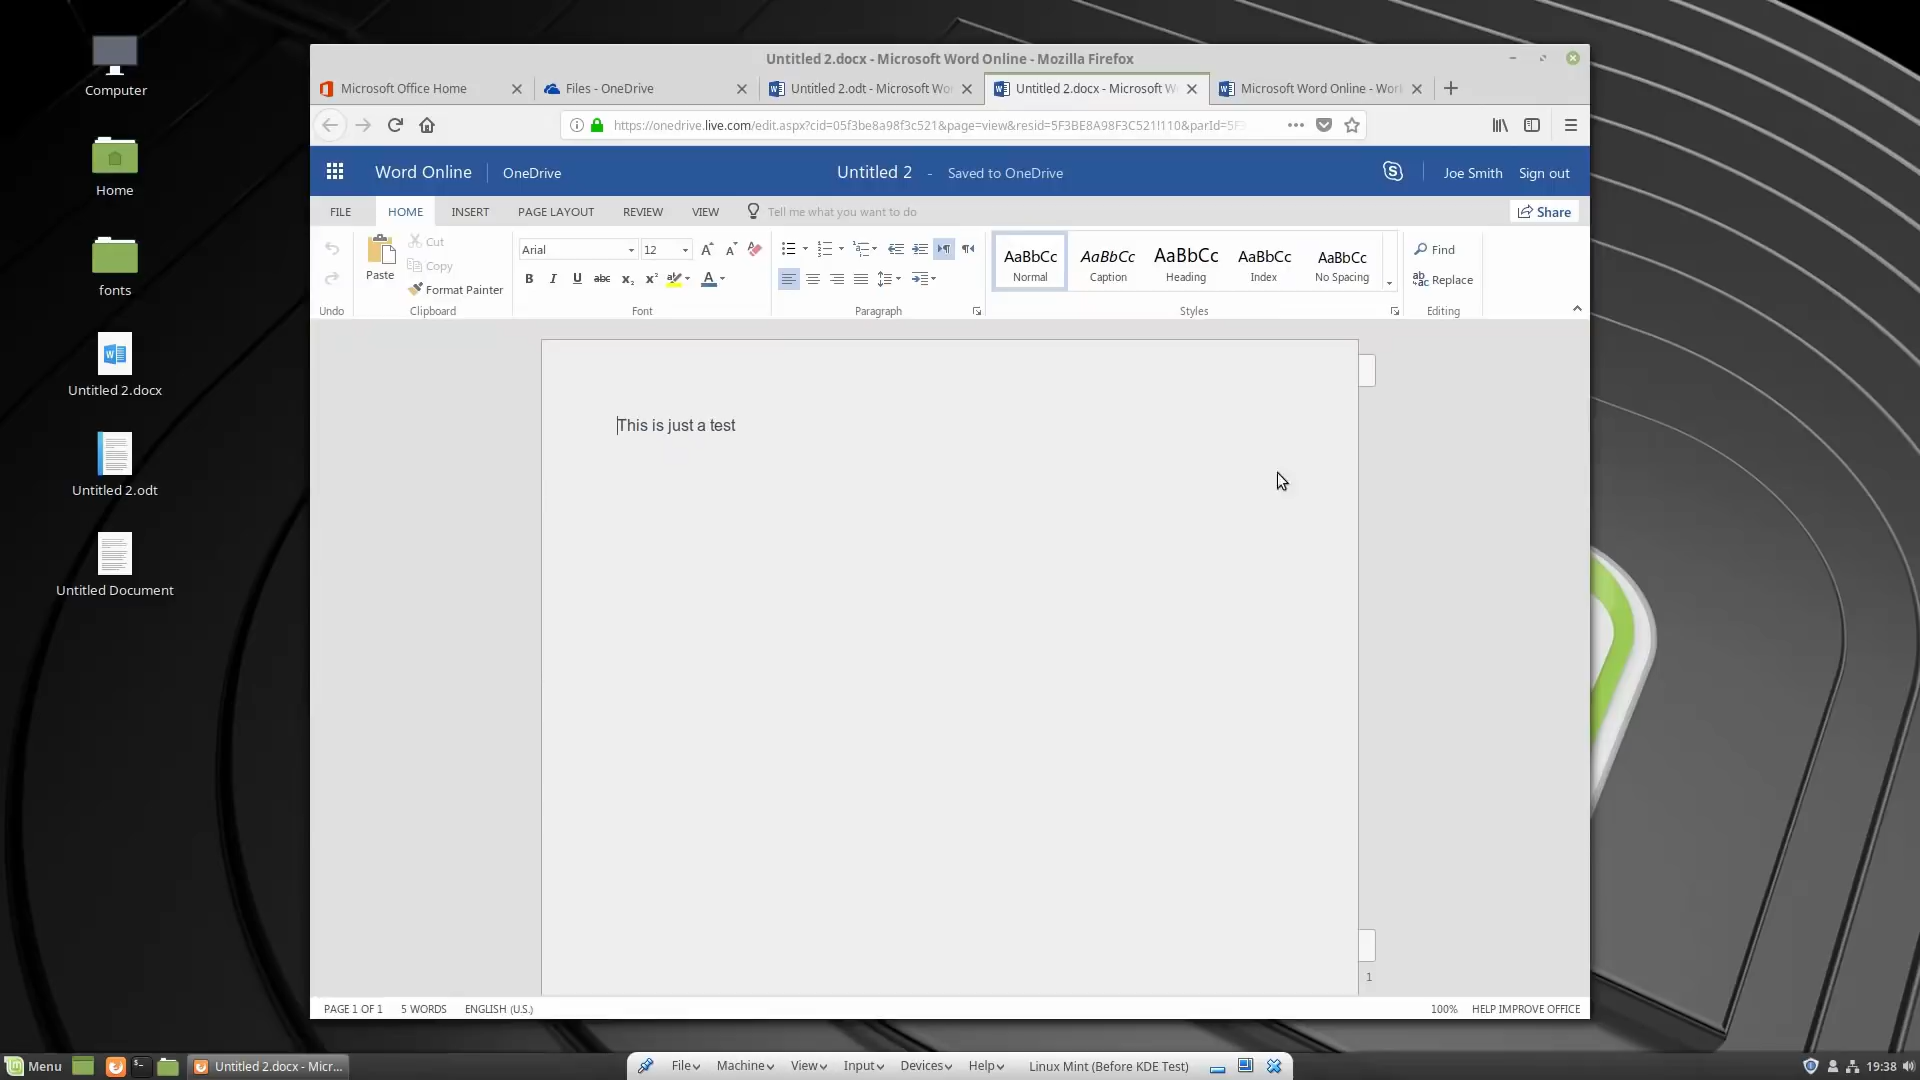 Computer
Home
fonts
Untitled 2.docx
Untitled 2.odt
Untitled Document
Untitled 2.docx - Microsoft Word Online - Mozilla Firefox
Microsoft Office Home
Files - OneDrive
Untitled 2.odt - Microsoft Wo
Untitled 2.docx - Microsoft W
Microsoft Word Online - Wor
https://onedrive.live.com/edit.aspx?cid=05f3be8a98f3c521&page=view&resid=5F3BE8A98F3C521!110&parId=5F3
Word Online OneDrive Untitled 2 - Saved to OneDrive Joe Smith Sign out
FILE HOME INSERT PAGE LAYOUT REVIEW VIEW Tell me what you want to do Share
Paste
Cut
Copy
Format Painter
Arial 12
B I U abc x₂ x² A
AaBbCc AaBbCc AaBbCc AaBbCc AaBbCc
Normal Caption Heading Index No Spacing
Find
Replace
Undo Clipboard Font Paragraph Styles Editing
This is just a test
1
PAGE 1 OF 1 5 WORDS ENGLISH (U.S.) 100% HELP IMPROVE OFFICE
Menu Untitled 2.docx - Micr... File Machine View Input Devices Help Linux Mint (Before KDE Test) 19:38